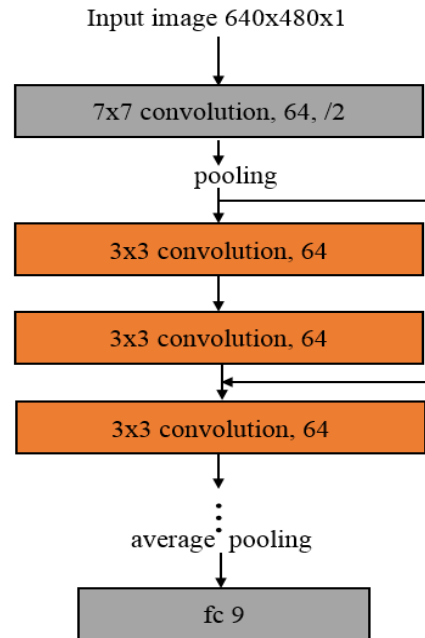 Input image 640x480x1
7x7 convolution, 64, /2
pooling
3x3 convolution, 64
3x3 convolution, 64
3x3 convolution, 64
average pooling
fc 9